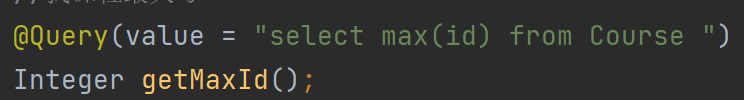 @Query(value = "select max(id) from Course ")
Integer getMaxId();